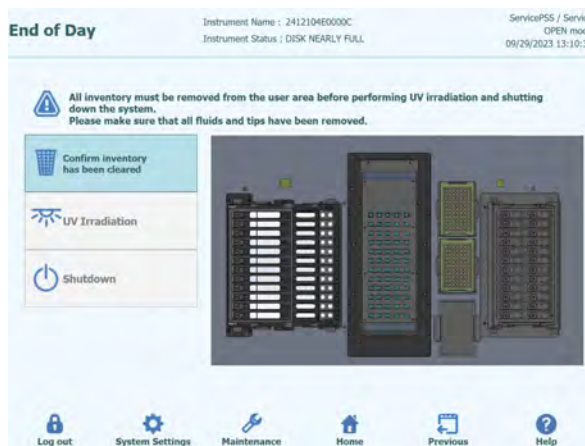 End of Day
Instrument Name : 2412104E0000C
Instrument Status : DISK NEARLY FULL
ServicePSS / Servic
OPEN mod
09/29/2023 13:10:3
All inventory must be removed from the user area before performing UV irradiation and shutting
down the system.
Please make sure that all fluids and tips have been removed.
Confirm inventory
has been cleared
UV Irradiation
Shutdown
Log out
System Settings
Maintenance
Home
Previous
Help